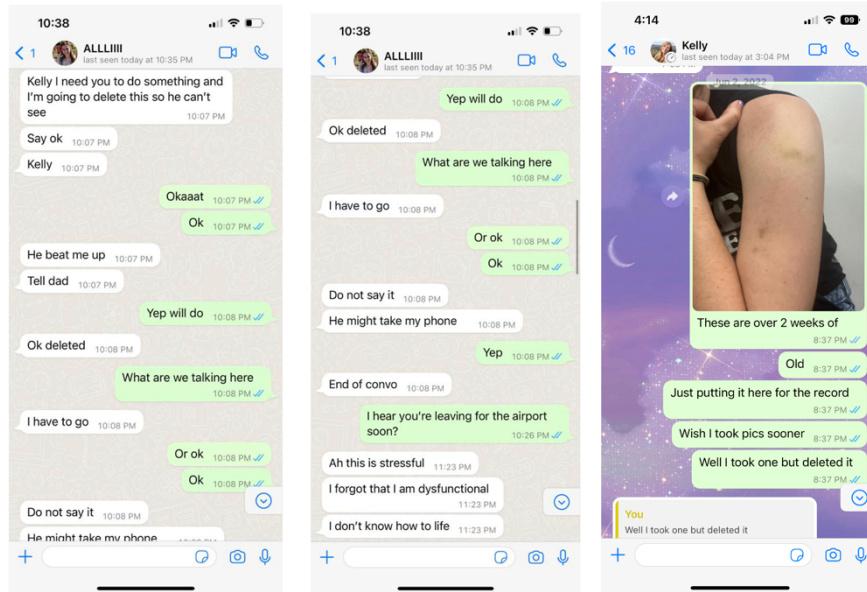 10:38
1
ALLLIIII
last seen today at 10:35 PM
Kelly I need you to do something and
I'm going to delete this so he can't
see
10:07 PM
Say ok 10:07 PM
Kelly 10:07 PM
Okaaat 10:07 PM
Ok 10:07 PM
He beat me up 10:07 PM
Tell dad 10:07 PM
Yep will do 10:08 PM
Ok deleted 10:08 PM
What are we talking here
10:08 PM
I have to go 10:08 PM
Or ok 10:08 PM
Ok 10:08 PM
Do not say it 10:08 PM
He might take my phone
10:38
1
ALLLIIII
last seen today at 10:35 PM
Yep will do 10:08 PM
Ok deleted 10:08 PM
What are we talking here
10:08 PM
I have to go 10:08 PM
Or ok 10:08 PM
Ok 10:08 PM
Do not say it 10:08 PM
He might take my phone 10:08 PM
Yep 10:08 PM
End of convo 10:08 PM
I hear you're leaving for the airport
soon?
10:26 PM
Ah this is stressful 11:23 PM
I forgot that I am dysfunctional
11:23 PM
I don't know how to life 11:23 PM
4:14
99
16
Kelly
last seen today at 3:04 PM
Jun 2, 2022
These are over 2 weeks of
8:37 PM
Old 8:37 PM
Just putting it here for the record
8:37 PM
Wish I took pics sooner 8:37 PM
Well I took one but deleted it
8:37 PM
You
Well I took one but deleted it